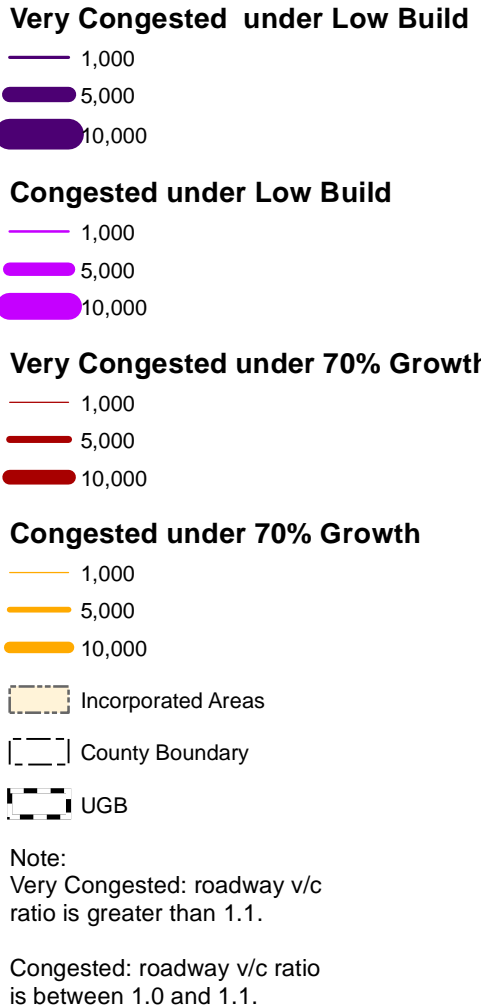 Very Congested under Low Build
1,000
5,000
10,000
Congested under Low Build
1,000
5,000
10,000
Very Congested under 70% Growth
1,000
5,000
10,000
Congested under 70% Growth
1,000
5,000
10,000
Incorporated Areas
County Boundary
UGB
Note:
Very Congested: roadway v/c
ratio is greater than 1.1.
Congested: roadway v/c ratio
is between 1.0 and 1.1.